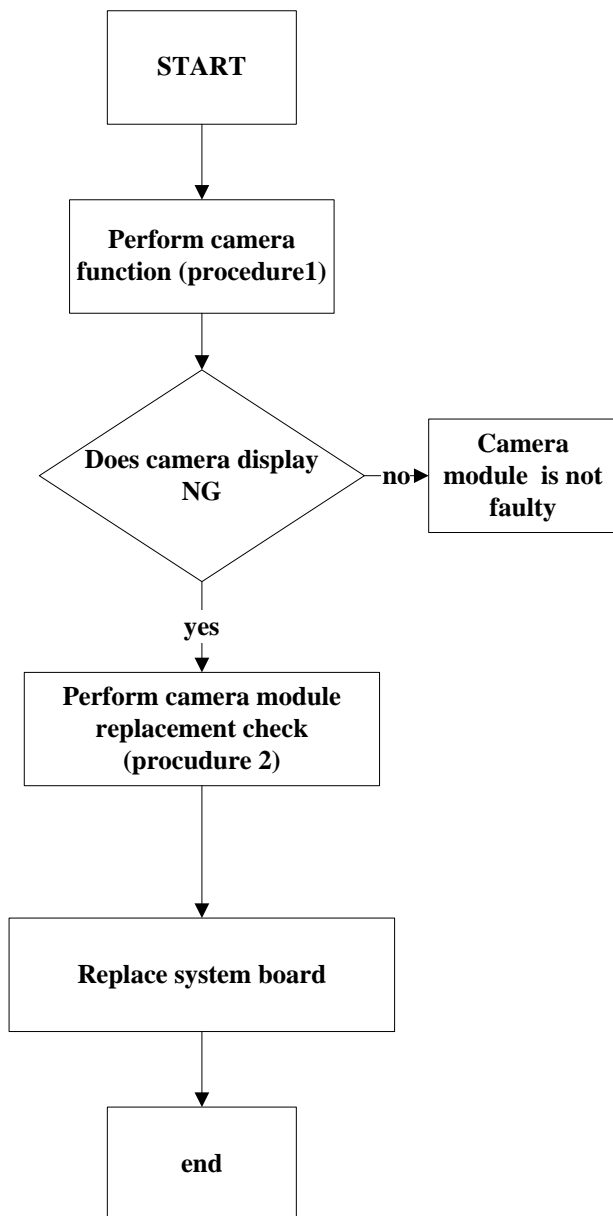 START
Perform camera
function (procedure1)
Does camera display
NG
no
Camera
module is not
faulty
yes
Perform camera module
replacement check
(procudure 2)
Replace system board
end